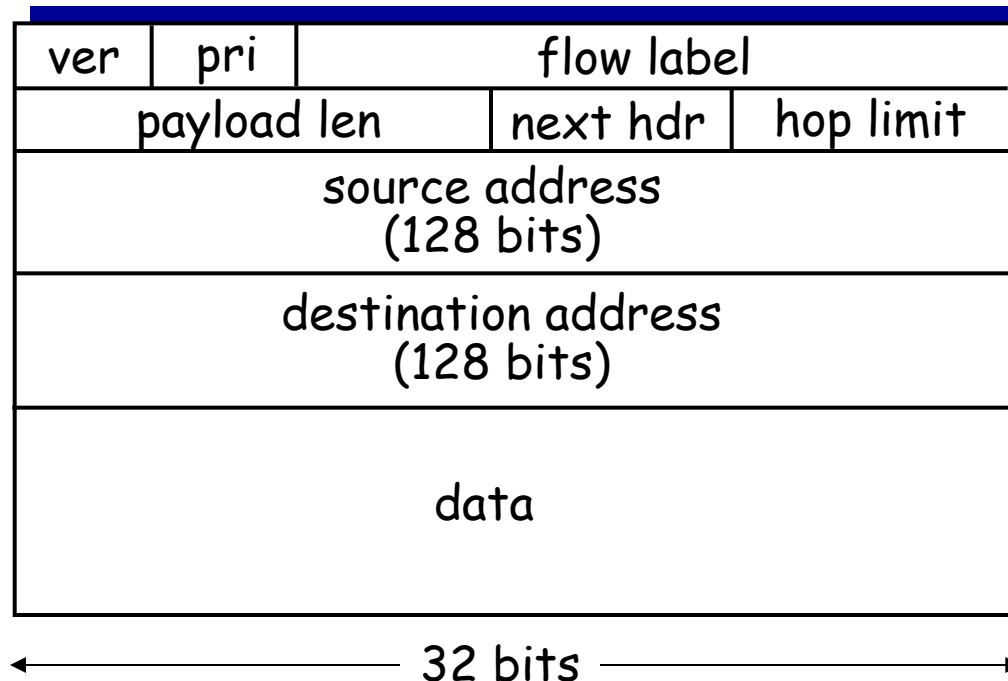 ver pri flow label
payload len next hdr hop limit
source address
(128 bits)
destination address
(128 bits)
data
32 bits